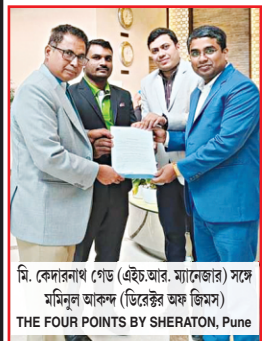 মি. কেদারনাথ গেড (এইচ.আর. ম্যানেজার) সঙ্গে
মমিনুল আকন্দ (ডিরেক্টর অফ জিমস)
THE FOUR POINTS BY SHERATON, Pune